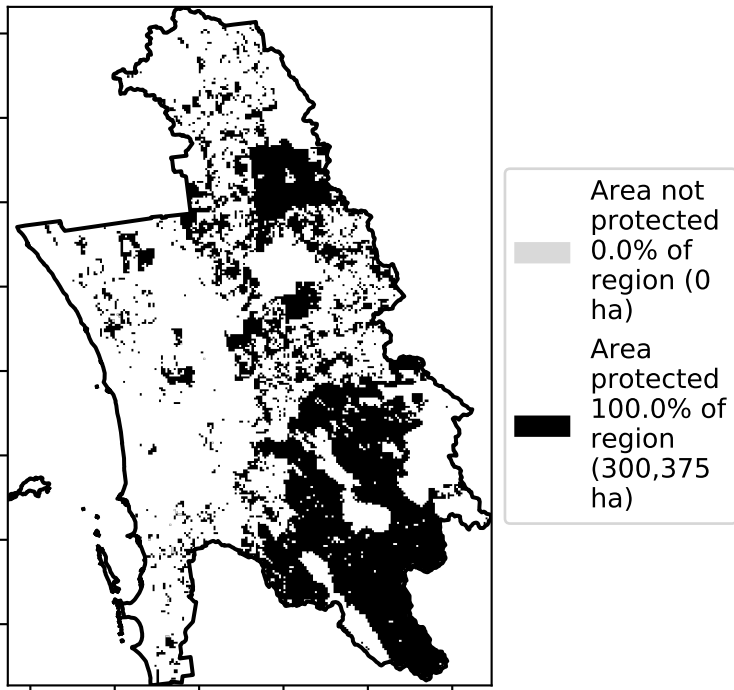 Area not
protected
0.0% of
region (0
ha)
Area
protected
100.0% of
region
(300,375
ha)